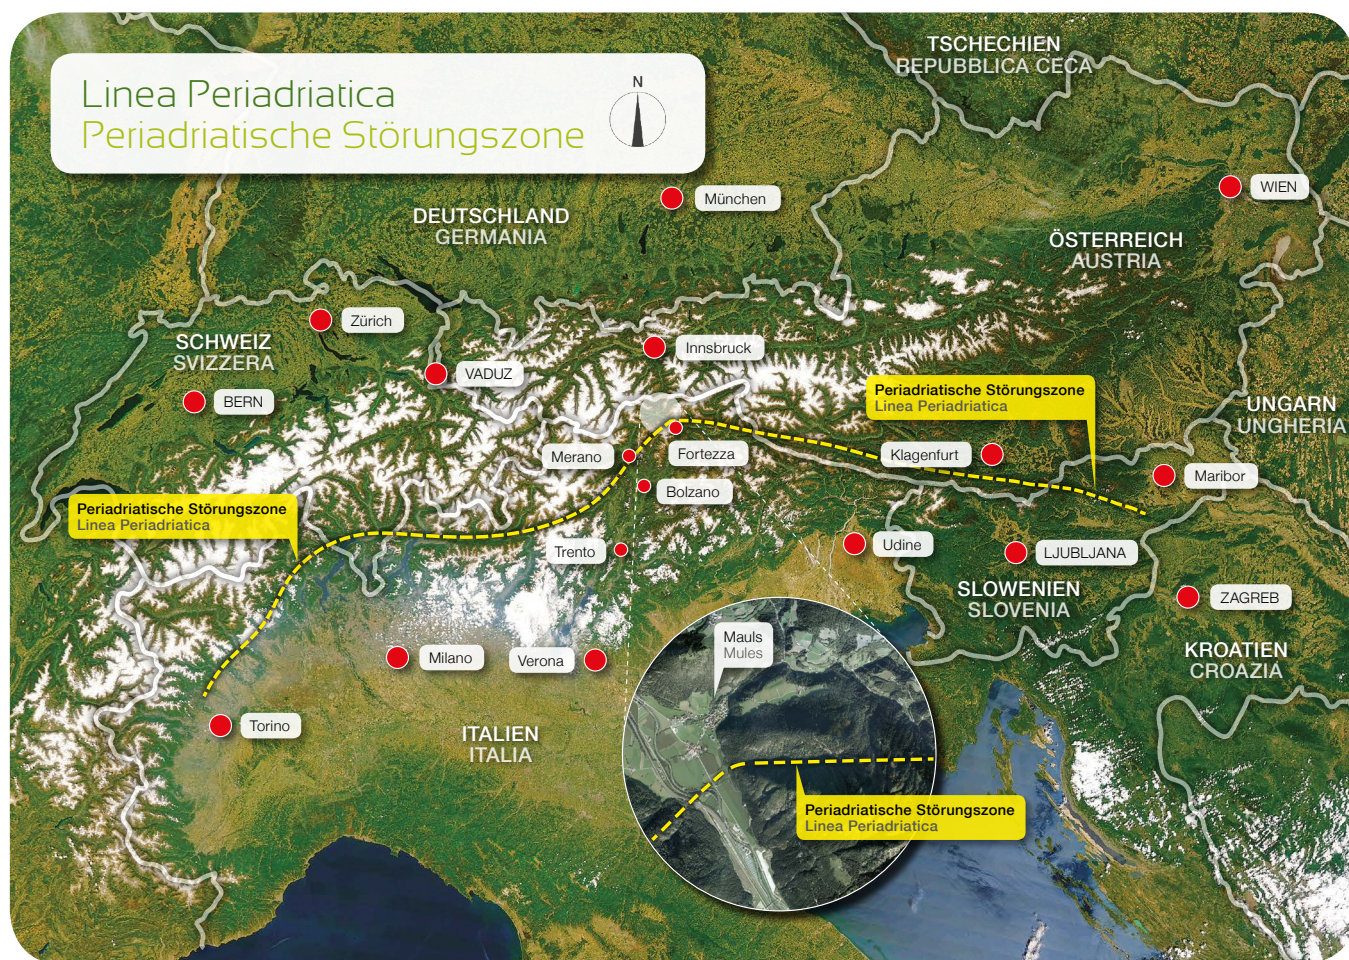 Linea Periadriatica
Periadriatische Störungszone
N
TSCHECHIEN
REPUBBLICA CECA
München
WIEN
DEUTSCHLAND
GERMANIA
ÖSTERREICH
AUSTRIA
Zürich
SCHWEIZ
SVIZZERA
Innsbruck
VADUZ
BERN
Periadriatische Störungszone
Linea Periadriatica
UNGARN
UNGHERIA
Merano
Fortezza
Klagenfurt
Maribor
Bolzano
Periadriatische Störungszone
Linea Periadriatica
Trento
Udine
LJUBLJANA
SLOWENIEN
SLOVENIA
ZAGREB
Mauls
Mules
Milano
Verona
KROATIEN
CROAZIA
Torino
ITALIEN
ITALIA
Periadriatische Störungszone
Linea Periadriatica